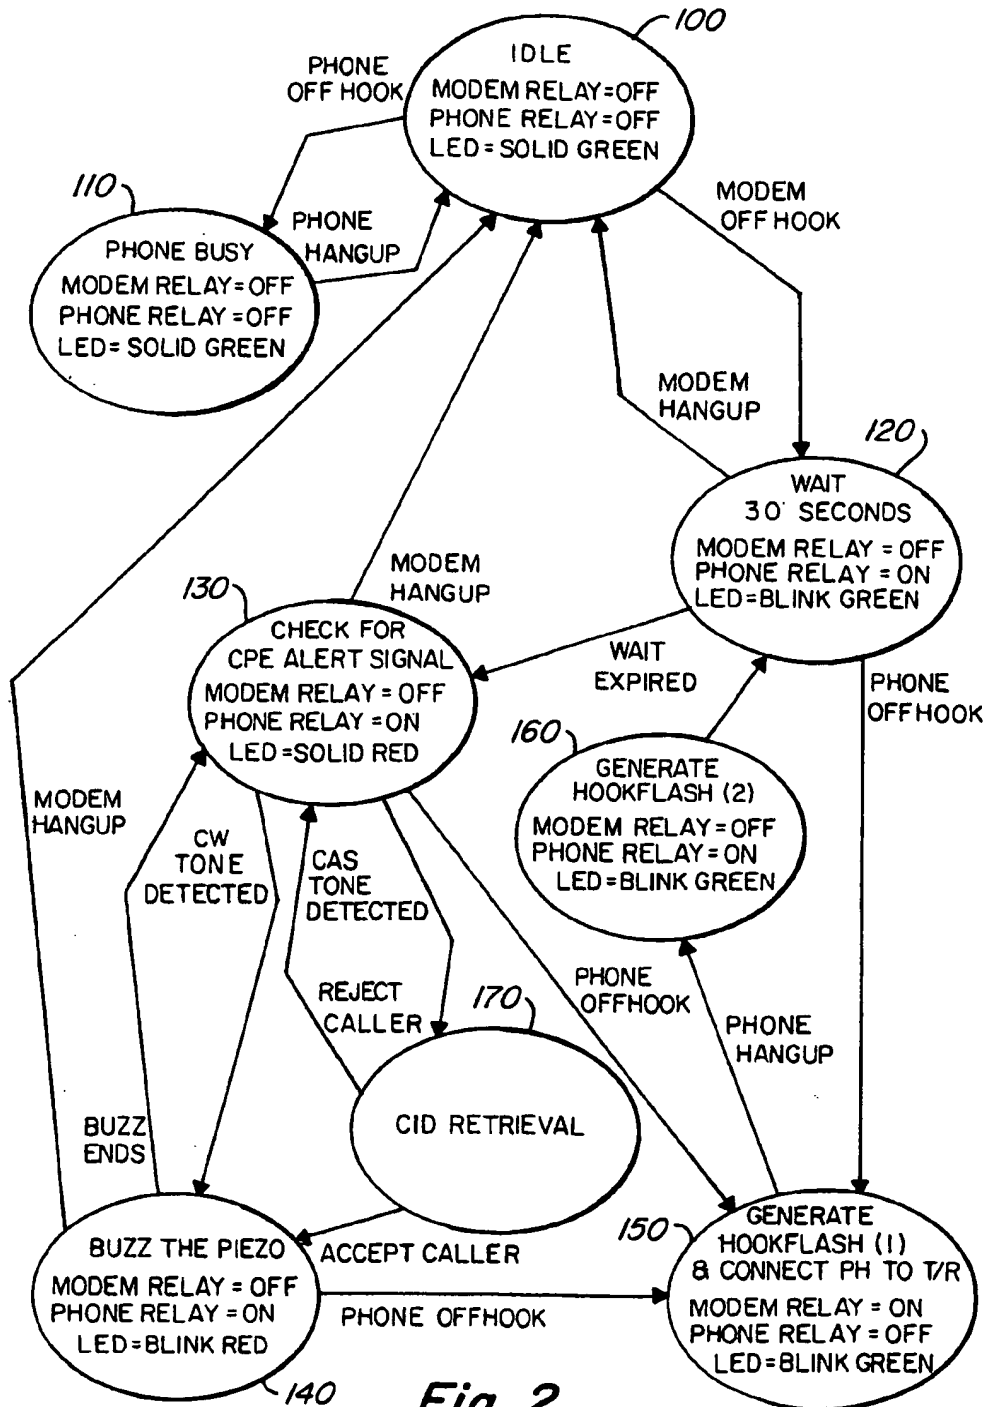 100
IDLE
MODEM RELAY=OFF
PHONE RELAY=OFF
LED=SOLID GREEN
PHONE
OFF HOOK
110
PHONE BUSY
MODEM RELAY=OFF
PHONE RELAY=OFF
LED=SOLID GREEN
PHONE
HANGUP
MODEM
OFF HOOK
MODEM
HANGUP
120
WAIT
30 SECONDS
MODEM RELAY = OFF
PHONE RELAY = ON
LED=BLINK GREEN
MODEM
HANGUP
130
CHECK FOR
CPE ALERT SIGNAL
MODEM RELAY = OFF
PHONE RELAY =ON
LED=SOLID RED
WAIT
EXPIRED
PHONE
OFFHOOK
160
GENERATE
HOOKFLASH (2)
MODEM RELAY=OFF
PHONE RELAY=ON
LED=BLINK GREEN
MODEM
HANGUP
CW
TONE
DETECTED
CAS
TONE
DETECTED
REJECT
CALLER
170
CID RETRIEVAL
PHONE
OFFHOOK
PHONE
HANGUP
BUZZ
ENDS
BUZZ THE PIEZO
MODEM RELAY = OFF
PHONE RELAY=ON
LED=BLINK RED
140
ACCEPT CALLER
PHONE OFFHOOK
150
GENERATE
HOOKFLASH (1)
& CONNECT PH TO T/R
MODEM RELAY = ON
PHONE RELAY = OFF
LED=BLINK GREEN
Fig. 2